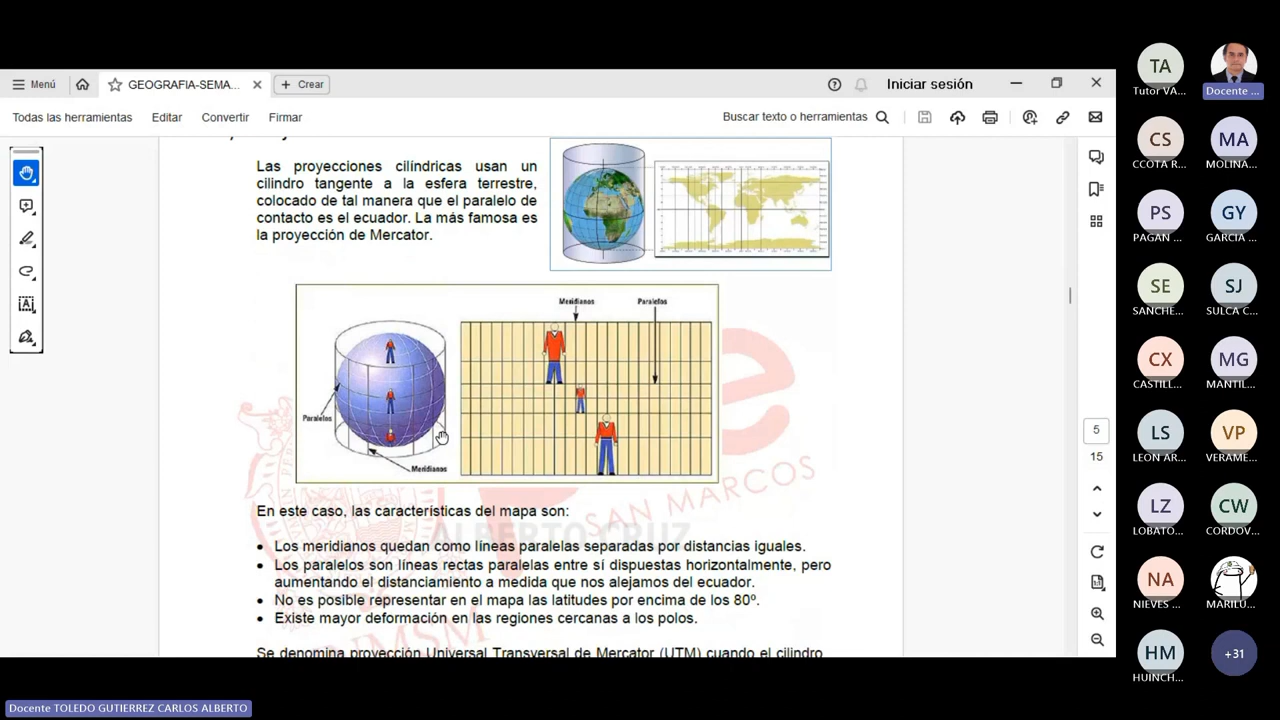 Menú
GEOGRAFIA-SEMA...
Crear
Iniciar sesión
Todas las herramientas
Editar
Convertir
Firmar
Buscar texto o herramientas
Las proyecciones cilíndricas usan un
cilindro tangente a la esfera terrestre,
colocado de tal manera que el paralelo de
contacto es el ecuador. La más famosa es
la proyección de Mercator.
Meridianos
Paralelos
Paralelos
Meridianos
SAN MARCOS
ALBERTO CRUZ
UNMSM
En este caso, las características del mapa son:
• Los meridianos quedan como líneas paralelas separadas por distancias iguales.
• Los paralelos son líneas rectas paralelas entre sí dispuestas horizontalmente, pero
aumentando el distanciamiento a medida que nos alejamos del ecuador.
• No es posible representar en el mapa las latitudes por encima de los 80º.
• Existe mayor deformación en las regiones cercanas a los polos.
Se denomina proyección Universal Transversal de Mercator (UTM) cuando el cilindro
5
15
TA
Tutor VA...
Docente ...
CS
CCOTA R...
MA
MOLINA...
PS
PAGAN ...
GY
GARCIA ...
SE
SANCHE...
SJ
SULCA C...
CX
CASTILL...
MG
MANTIL...
LS
LEON AR...
VP
VERAME...
LZ
LOBATO...
CW
CORDOV...
NA
NIEVES ...
MARILU...
HM
HUINCH...
+31
Docente TOLEDO GUTIERREZ CARLOS ALBERTO